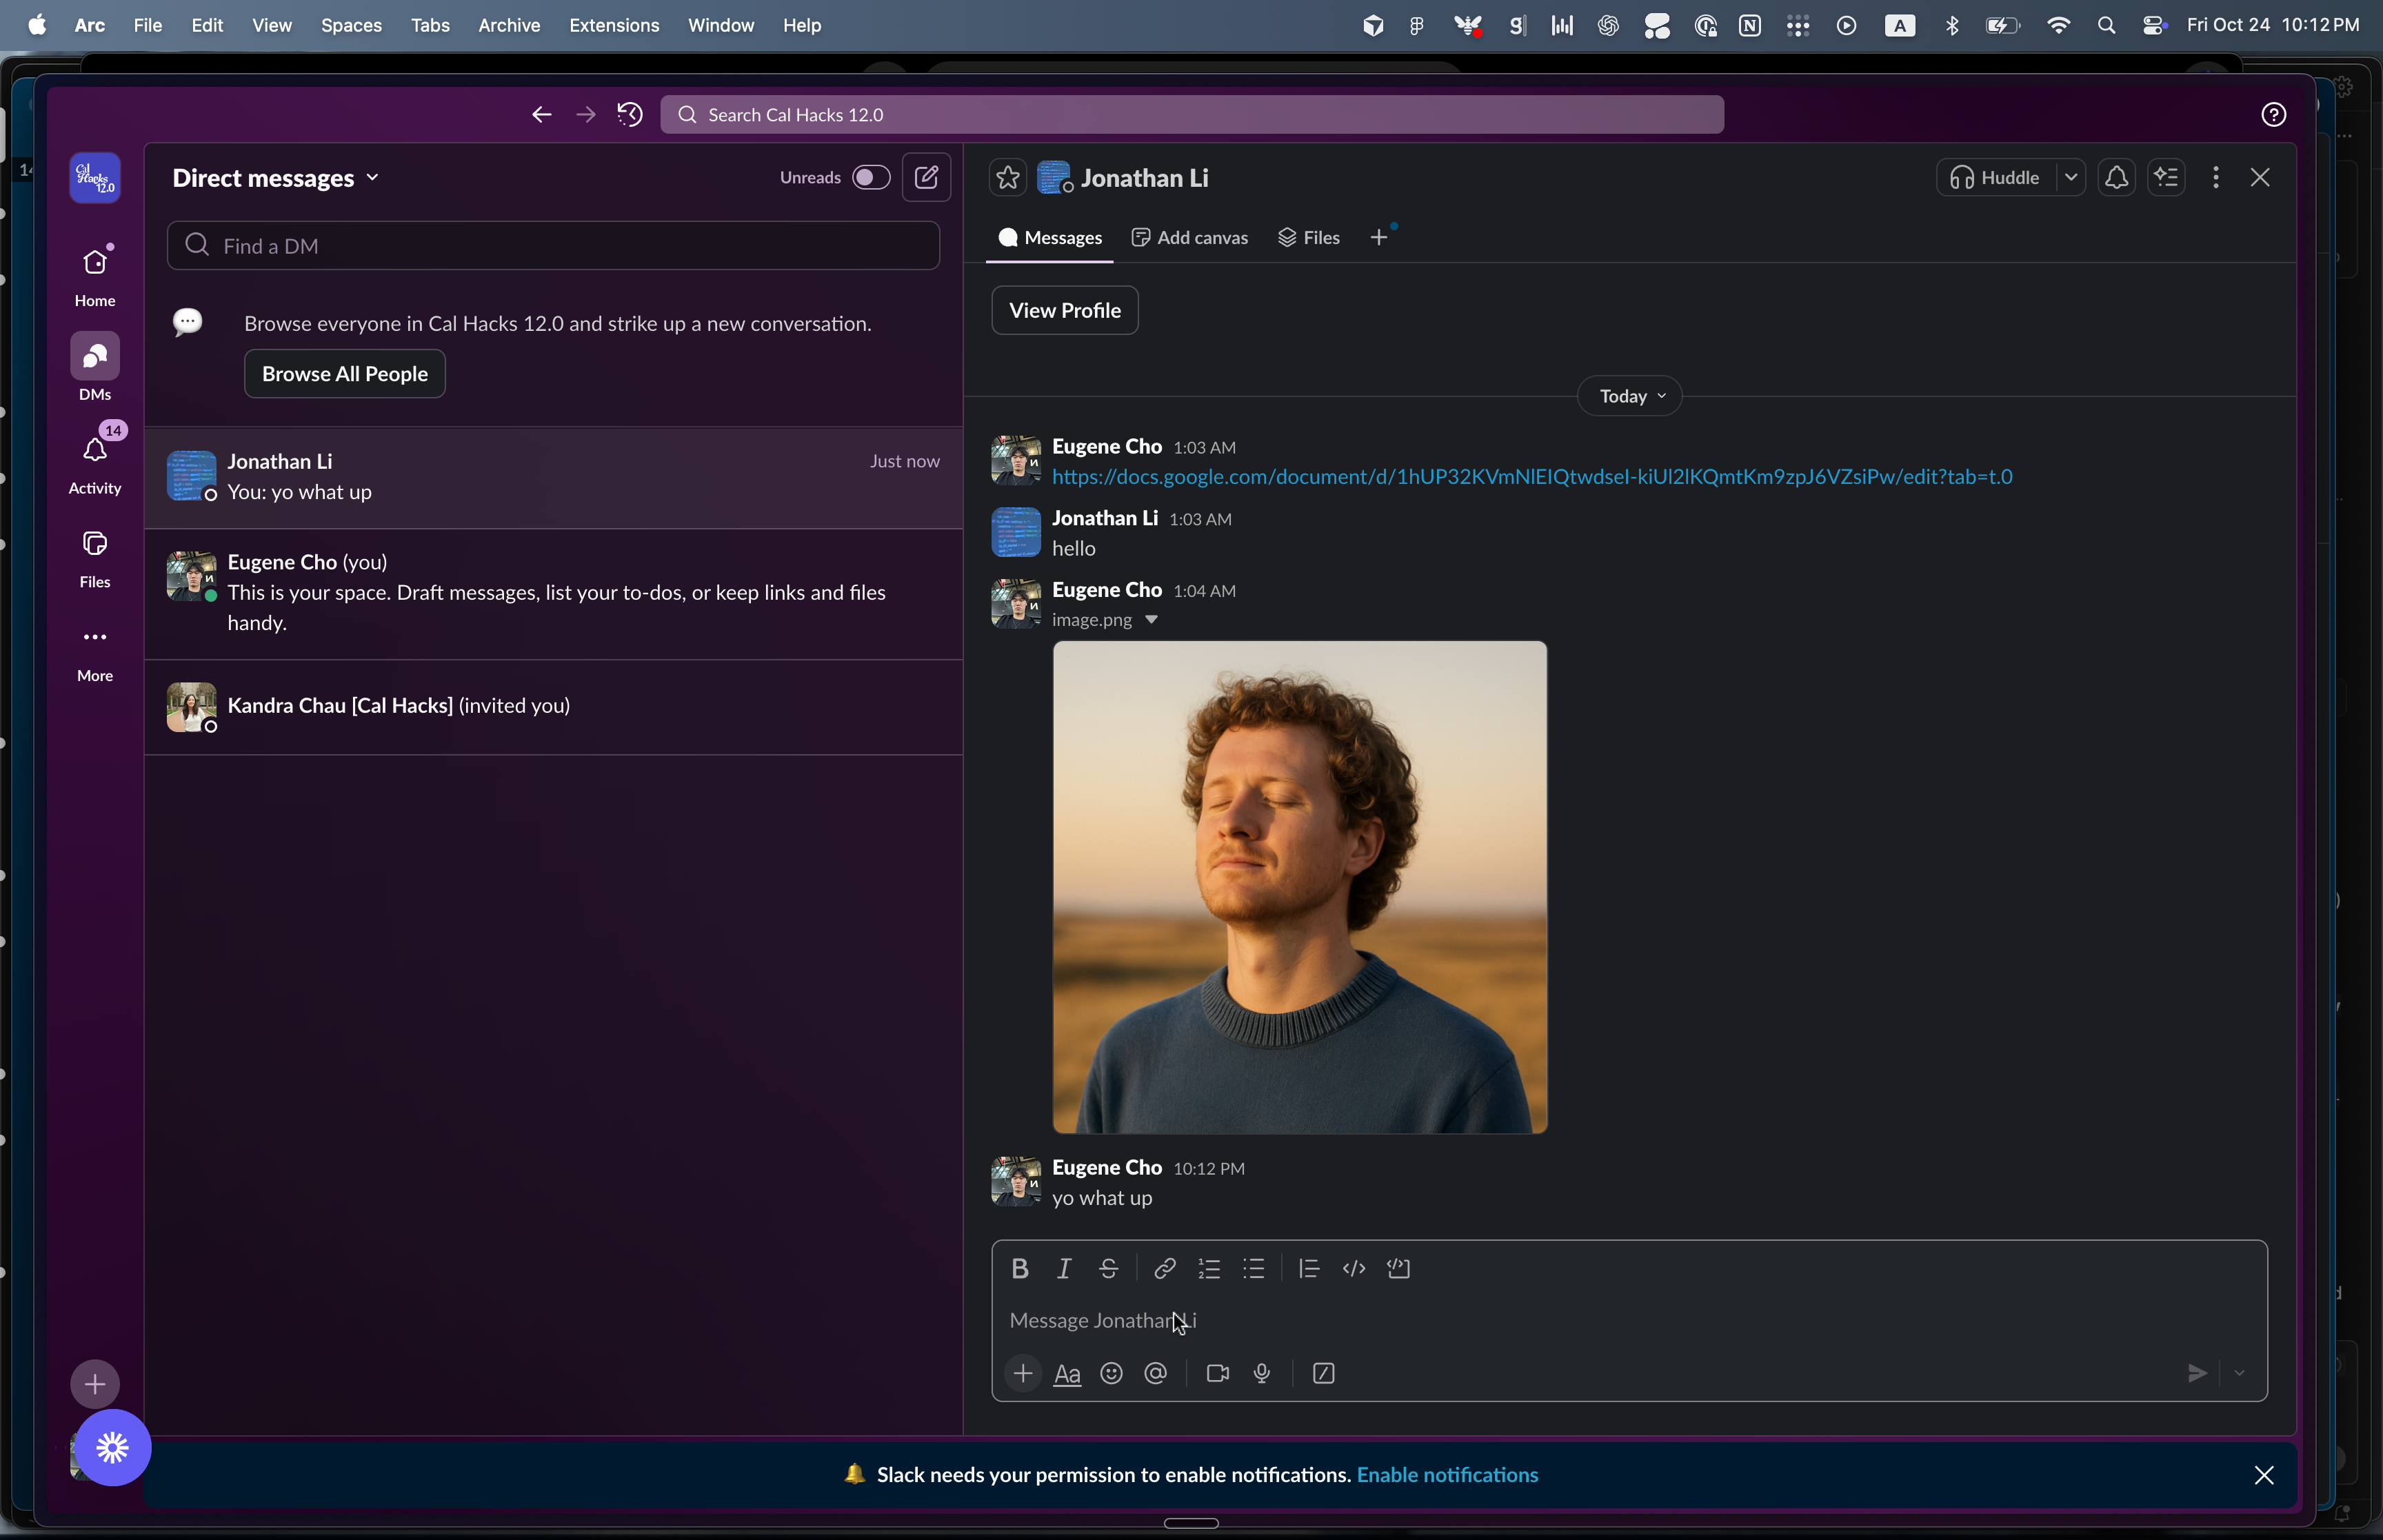 Arc File Edit View Spaces Tabs Archive Extensions Window Help
Fri Oct 24 10:12 PM
Search Cal Hacks 12.0
Cal Hacks 12.0
Home
DMs
14
Activity
Files
More
Direct messages
Unreads
Find a DM
Browse everyone in Cal Hacks 12.0 and strike up a new conversation.
Browse All People
Jonathan Li
Just now
You: yo what up
Eugene Cho (you)
This is your space. Draft messages, list your to-dos, or keep links and files
handy.
Kandra Chau [Cal Hacks] (invited you)
Jonathan Li
Huddle
Messages Add canvas Files
View Profile
Today
Eugene Cho 1:03 AM
https://docs.google.com/document/d/1hUP32KVmNlEIQtwdsel-kiUl2lKQmtKm9zpJ6VZsiPw/edit?tab=t.0
Jonathan Li 1:03 AM
hello
Eugene Cho 1:04 AM
image.png
Eugene Cho 10:12 PM
yo what up
Message Jonathan Li
Aa
Slack needs your permission to enable notifications. Enable notifications